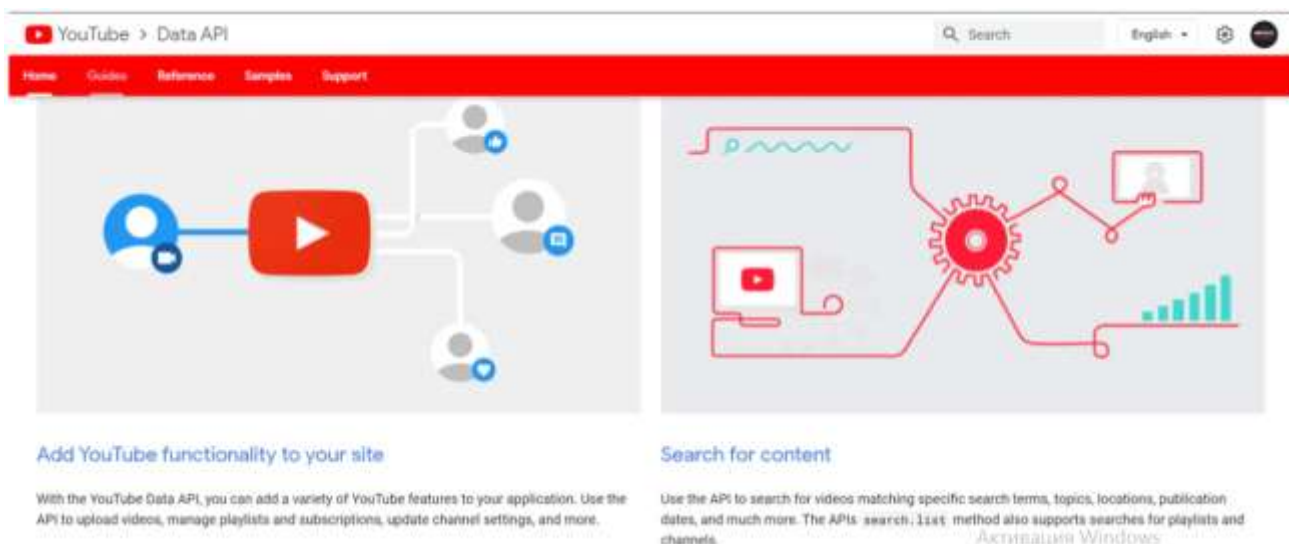 YouTube > Data API
Search
English
Home Guides Reference Samples Support
Add YouTube functionality to your site
With the YouTube Data API, you can add a variety of YouTube features to your application. Use the
API to upload videos, manage playlists and subscriptions, update channel settings, and more.
Search for content
Use the API to search for videos matching specific search terms, topics, locations, publication
dates, and much more. The APIs search.list method also supports searches for playlists and
channels.
Активация Windows